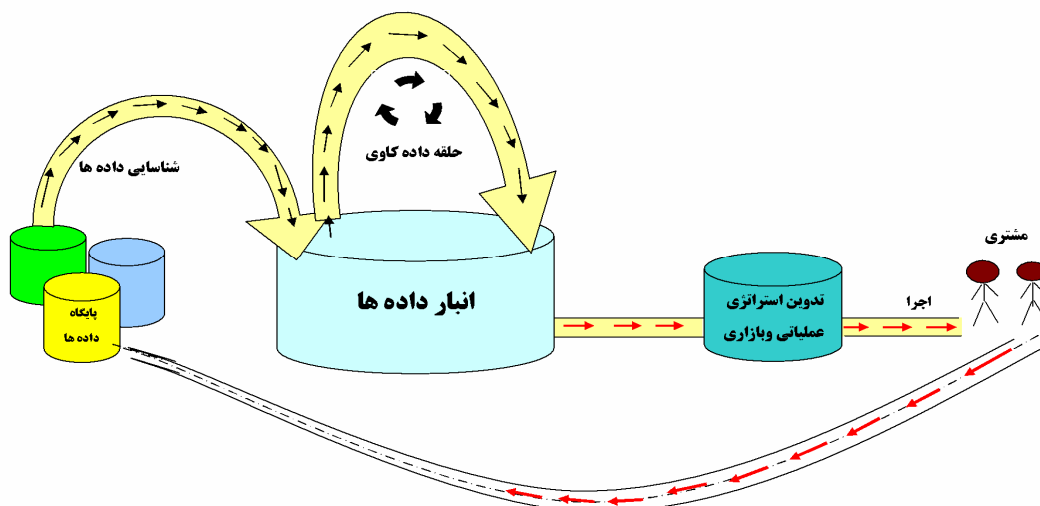 حلقه داده کاوی
شناسایی داده ها
مشتری
پایگاه
داده ها
انبار داده ها
تدوین استراتژی
عملیاتی وبازاری
اجرا